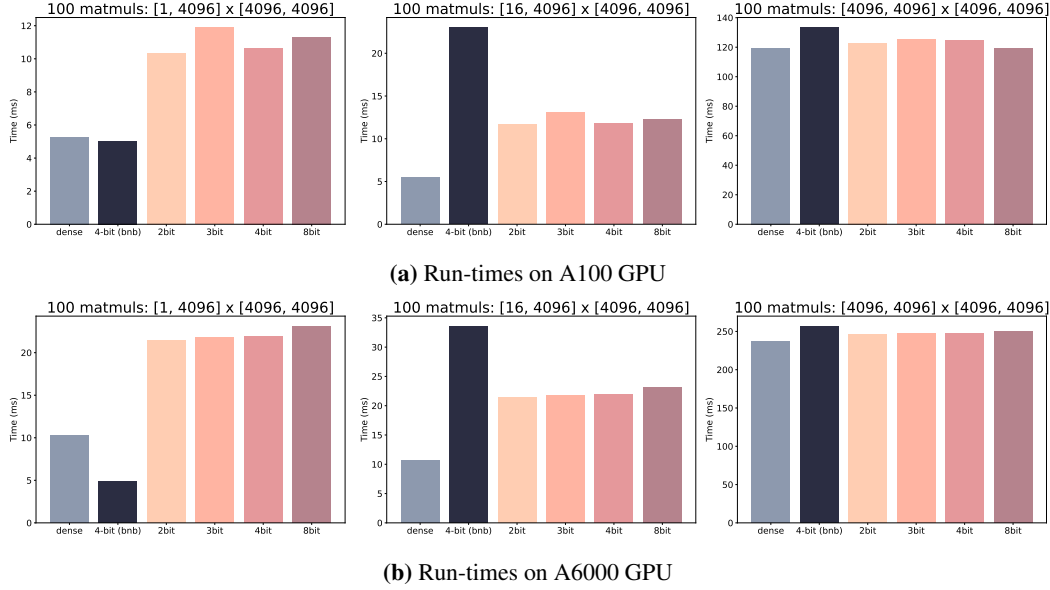 100 matmuls: [1, 4096] x [4096, 4096]
12
10
8
6
4
2
0
Time (ms)
dense 4-bit (bnb) 2bit 3bit 4bit 8bit
100 matmuls: [16, 4096] x [4096, 4096]
20
15
10
5
0
Time (ms)
dense 4-bit (bnb) 2bit 3bit 4bit 8bit
100 matmuls: [4096, 4096] x [4096, 4096]
140
120
100
80
60
40
20
0
Time (ms)
dense 4-bit (bnb) 2bit 3bit 4bit 8bit
(a) Run-times on A100 GPU
100 matmuls: [1, 4096] x [4096, 4096]
20
15
10
5
0
Time (ms)
dense 4-bit (bnb) 2bit 3bit 4bit 8bit
100 matmuls: [16, 4096] x [4096, 4096]
35
30
25
20
15
10
5
0
Time (ms)
dense 4-bit (bnb) 2bit 3bit 4bit 8bit
100 matmuls: [4096, 4096] x [4096, 4096]
250
200
150
100
50
0
Time (ms)
dense 4-bit (bnb) 2bit 3bit 4bit 8bit
(b) Run-times on A6000 GPU